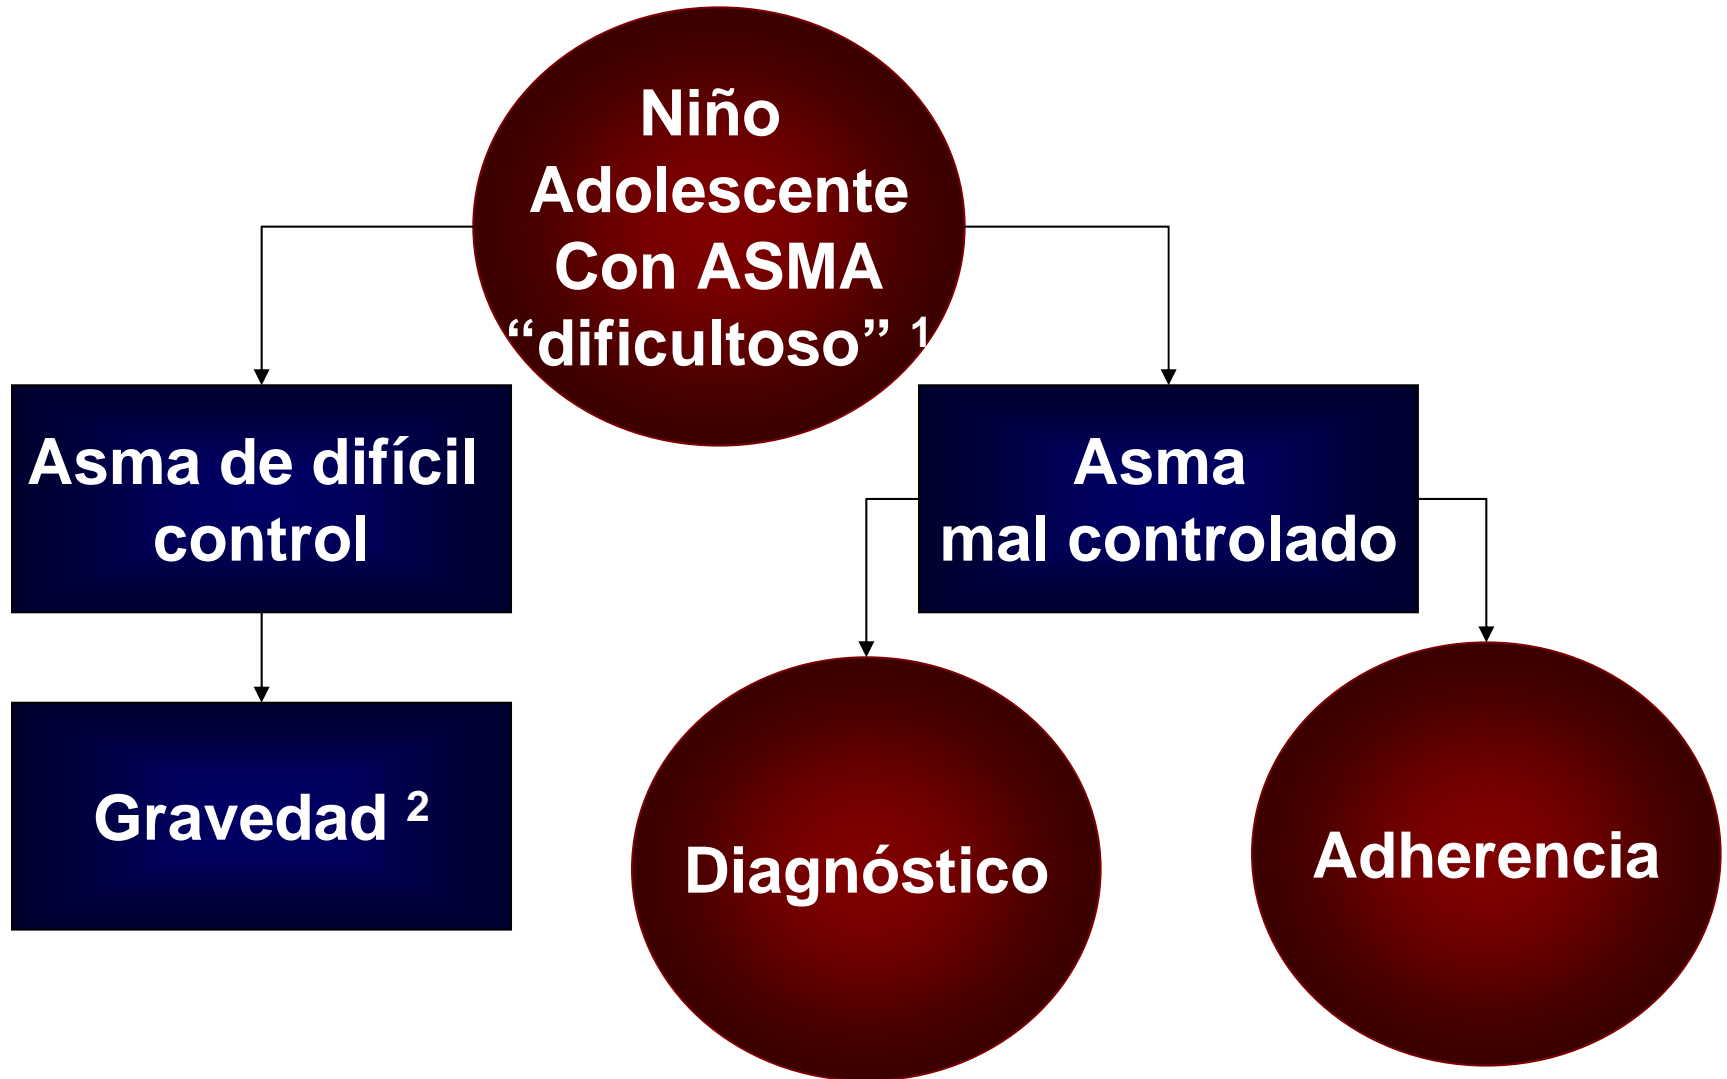 Niño
Adolescente
Con ASMA
“dificultoso” ¹
Asma de difícil
control
Asma
mal controlado
Gravedad ²
Diagnóstico
Adherencia